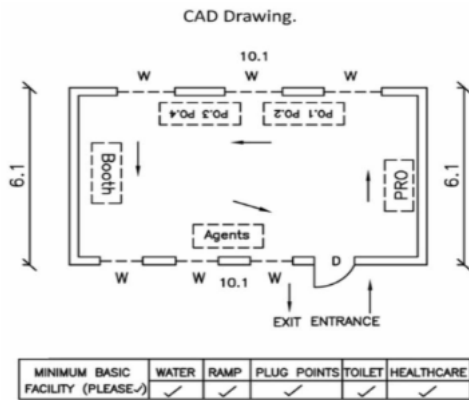 CAD Drawing.
10.1
W W W
PO.4 PO.3 PO.2 PO.1
6.1
Booth
PRO
6.1
Agents
D
W W W
10.1
EXIT ENTRANCE
MINIMUM BASIC FACILITY (PLEASE✓) WATER RAMP PLUG POINTS TOILET HEALTHCARE
✓ ✓ ✓ ✓ ✓